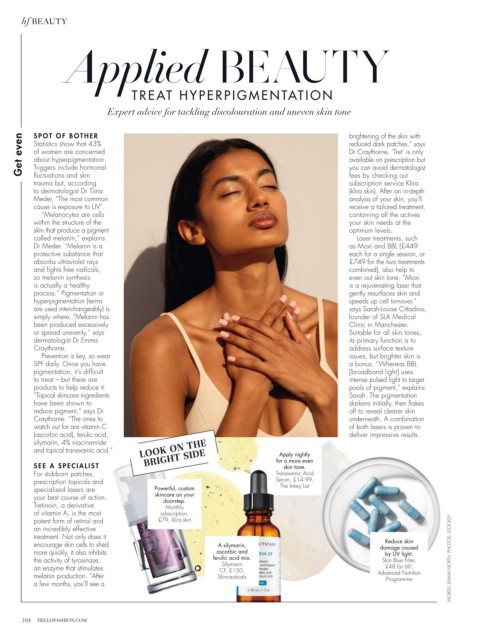 hf BEAUTY
Applied BEAUTY
TREAT HYPERPIGMENTATION
Expert advice for tackling discolouration and uneven skin tone
Get even
SPOT OF BOTHER
Statistics show that 43%
of women are concerned
about hyperpigmentation.
Triggers include hormonal
fluctuations and skin
trauma but, according
to dermatologist Dr Tiina
Meder, "The most common
cause is exposure to UV".
"Melanocytes are cells
within the structure of the
skin that produce a pigment
called melanin," explains
Dr Meder. "Melanin is a
protective substance that
absorbs ultraviolet rays
and fights free radicals,
so melanin synthesis
is actually a healthy
process." Pigmentation or
hyperpigmentation (terms
are used interchangeably) is
simply where, "Melanin has
been produced excessively
or spread unevenly," says
dermatologist Dr Emma
Craythorne.
Prevention is key, so wear
SPF daily. Once you have
pigmentation, it's difficult
to treat – but there are
products to help reduce it.
"Topical skincare ingredients
have been shown to
reduce pigment," says Dr
Craythorne. "The ones to
watch out for are vitamin C
(ascorbic acid), ferulic acid,
silymarin, 4% niacinamide
and topical tranexamic acid."
SEE A SPECIALIST
For stubborn patches,
prescription topicals and
specialised lasers are
your best course of action.
Tretinoin, a derivative
of vitamin A, is the most
potent form of retinol and
an incredibly effective
treatment. Not only does it
encourage skin cells to shed
more quickly, it also inhibits
the activity of tyrosinase,
an enzyme that stimulates
melanin production. "After
a few months, you'll see a
brightening of the skin with
reduced dark patches," says
Dr Craythorne. 'Tret' is only
available on prescription but
you can avoid dermatologist
fees by checking out
subscription service Klira
(klira.skin). After an in-depth
analysis of your skin, you'll
receive a tailored treatment,
containing all the actives
your skin needs at the
optimum levels.
Laser treatments, such
as Moxi and BBL (£449
each for a single session, or
£749 for the two treatments
combined), also help to
even out skin tone. "Moxi
is a rejuvenating laser that
gently resurfaces skin and
speeds up cell turnover,"
says Sarah-Louise Cittadino,
founder of SLA Medical
Clinic in Manchester.
Suitable for all skin tones,
its primary function is to
address surface texture
issues, but brighter skin is
a bonus. "Whereas BBL
[broadband light] uses
intense pulsed light to target
pools of pigment," explains
Sarah. The pigmentation
darkens initially, then flakes
off to reveal clearer skin
underneath. A combination
of both lasers is proven to
deliver impressive results.
LOOK ON THE
BRIGHT SIDE
Powerful, custom
skincare on your
doorstep.
Monthly
subscription,
£79, klira.skin
A silymarin,
ascorbic and
ferulic acid mix.
Silymarin
CF, £150,
Skinceuticals
Apply nightly
for a more even
skin tone.
Tranexamic Acid
Serum, £14.99,
The Inkey List
Reduce skin
damage caused
by UV light.
Skin Blue Filter,
£48 for 60,
Advanced Nutrition
Programme
WORDS: EMMA NORTH. PHOTOS: STOCKSY
104 HELLOFASHION.COM